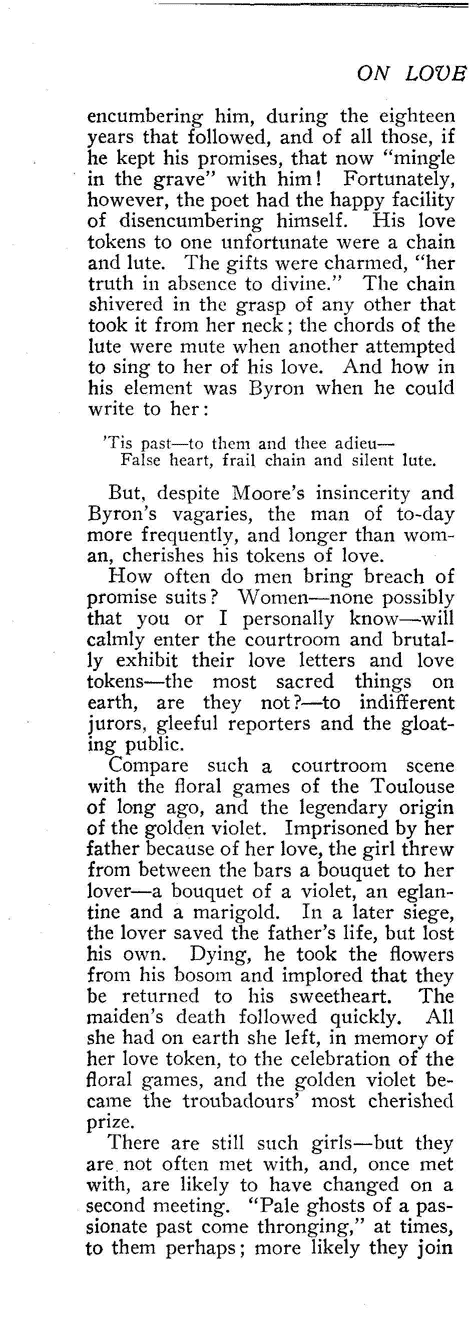 ON LOVE
encumbering him, during the eighteen
years that followed, and of all those, if
he kept his promises, that now "mingle
in the grave" with him! Fortunately,
however, the poet had the happy facility
of disencumbering himself. His love
tokens to one unfortunate were a chain
and lute. The gifts were charmed, "her
truth in absence to divine." The chain
shivered in the grasp of any other that
took it from her neck; the chords of the
lute were mute when another attempted
to sing to her of his love. And how in
his element was Byron when he could
write to her:
'Tis past—to them and thee adieu—
False heart, frail chain and silent lute.
But, despite Moore's insincerity and
Byron's vagaries, the man of to-day
more frequently, and longer than wom-
an, cherishes his tokens of love.
How often do men bring breach of
promise suits? Women—none possibly
that you or I personally know—will
calmly enter the courtroom and brutal-
ly exhibit their love letters and love
tokens—the most sacred things on
earth, are they not?—to indifferent
jurors, gleeful reporters and the gloat-
ing public.
Compare such a courtroom scene
with the floral games of the Toulouse
of long ago, and the legendary origin
of the golden violet. Imprisoned by her
father because of her love, the girl threw
from between the bars a bouquet to her
lover—a bouquet of a violet, an eglan-
tine and a marigold. In a later siege,
the lover saved the father's life, but lost
his own. Dying, he took the flowers
from his bosom and implored that they
be returned to his sweetheart. The
maiden's death followed quickly. All
she had on earth she left, in memory of
her love token, to the celebration of the
floral games, and the golden violet be-
came the troubadours' most cherished
prize.
There are still such girls—but they
are not often met with, and, once met
with, are likely to have changed on a
second meeting. "Pale ghosts of a pas-
sionate past come thronging," at times,
to them perhaps; more likely they join